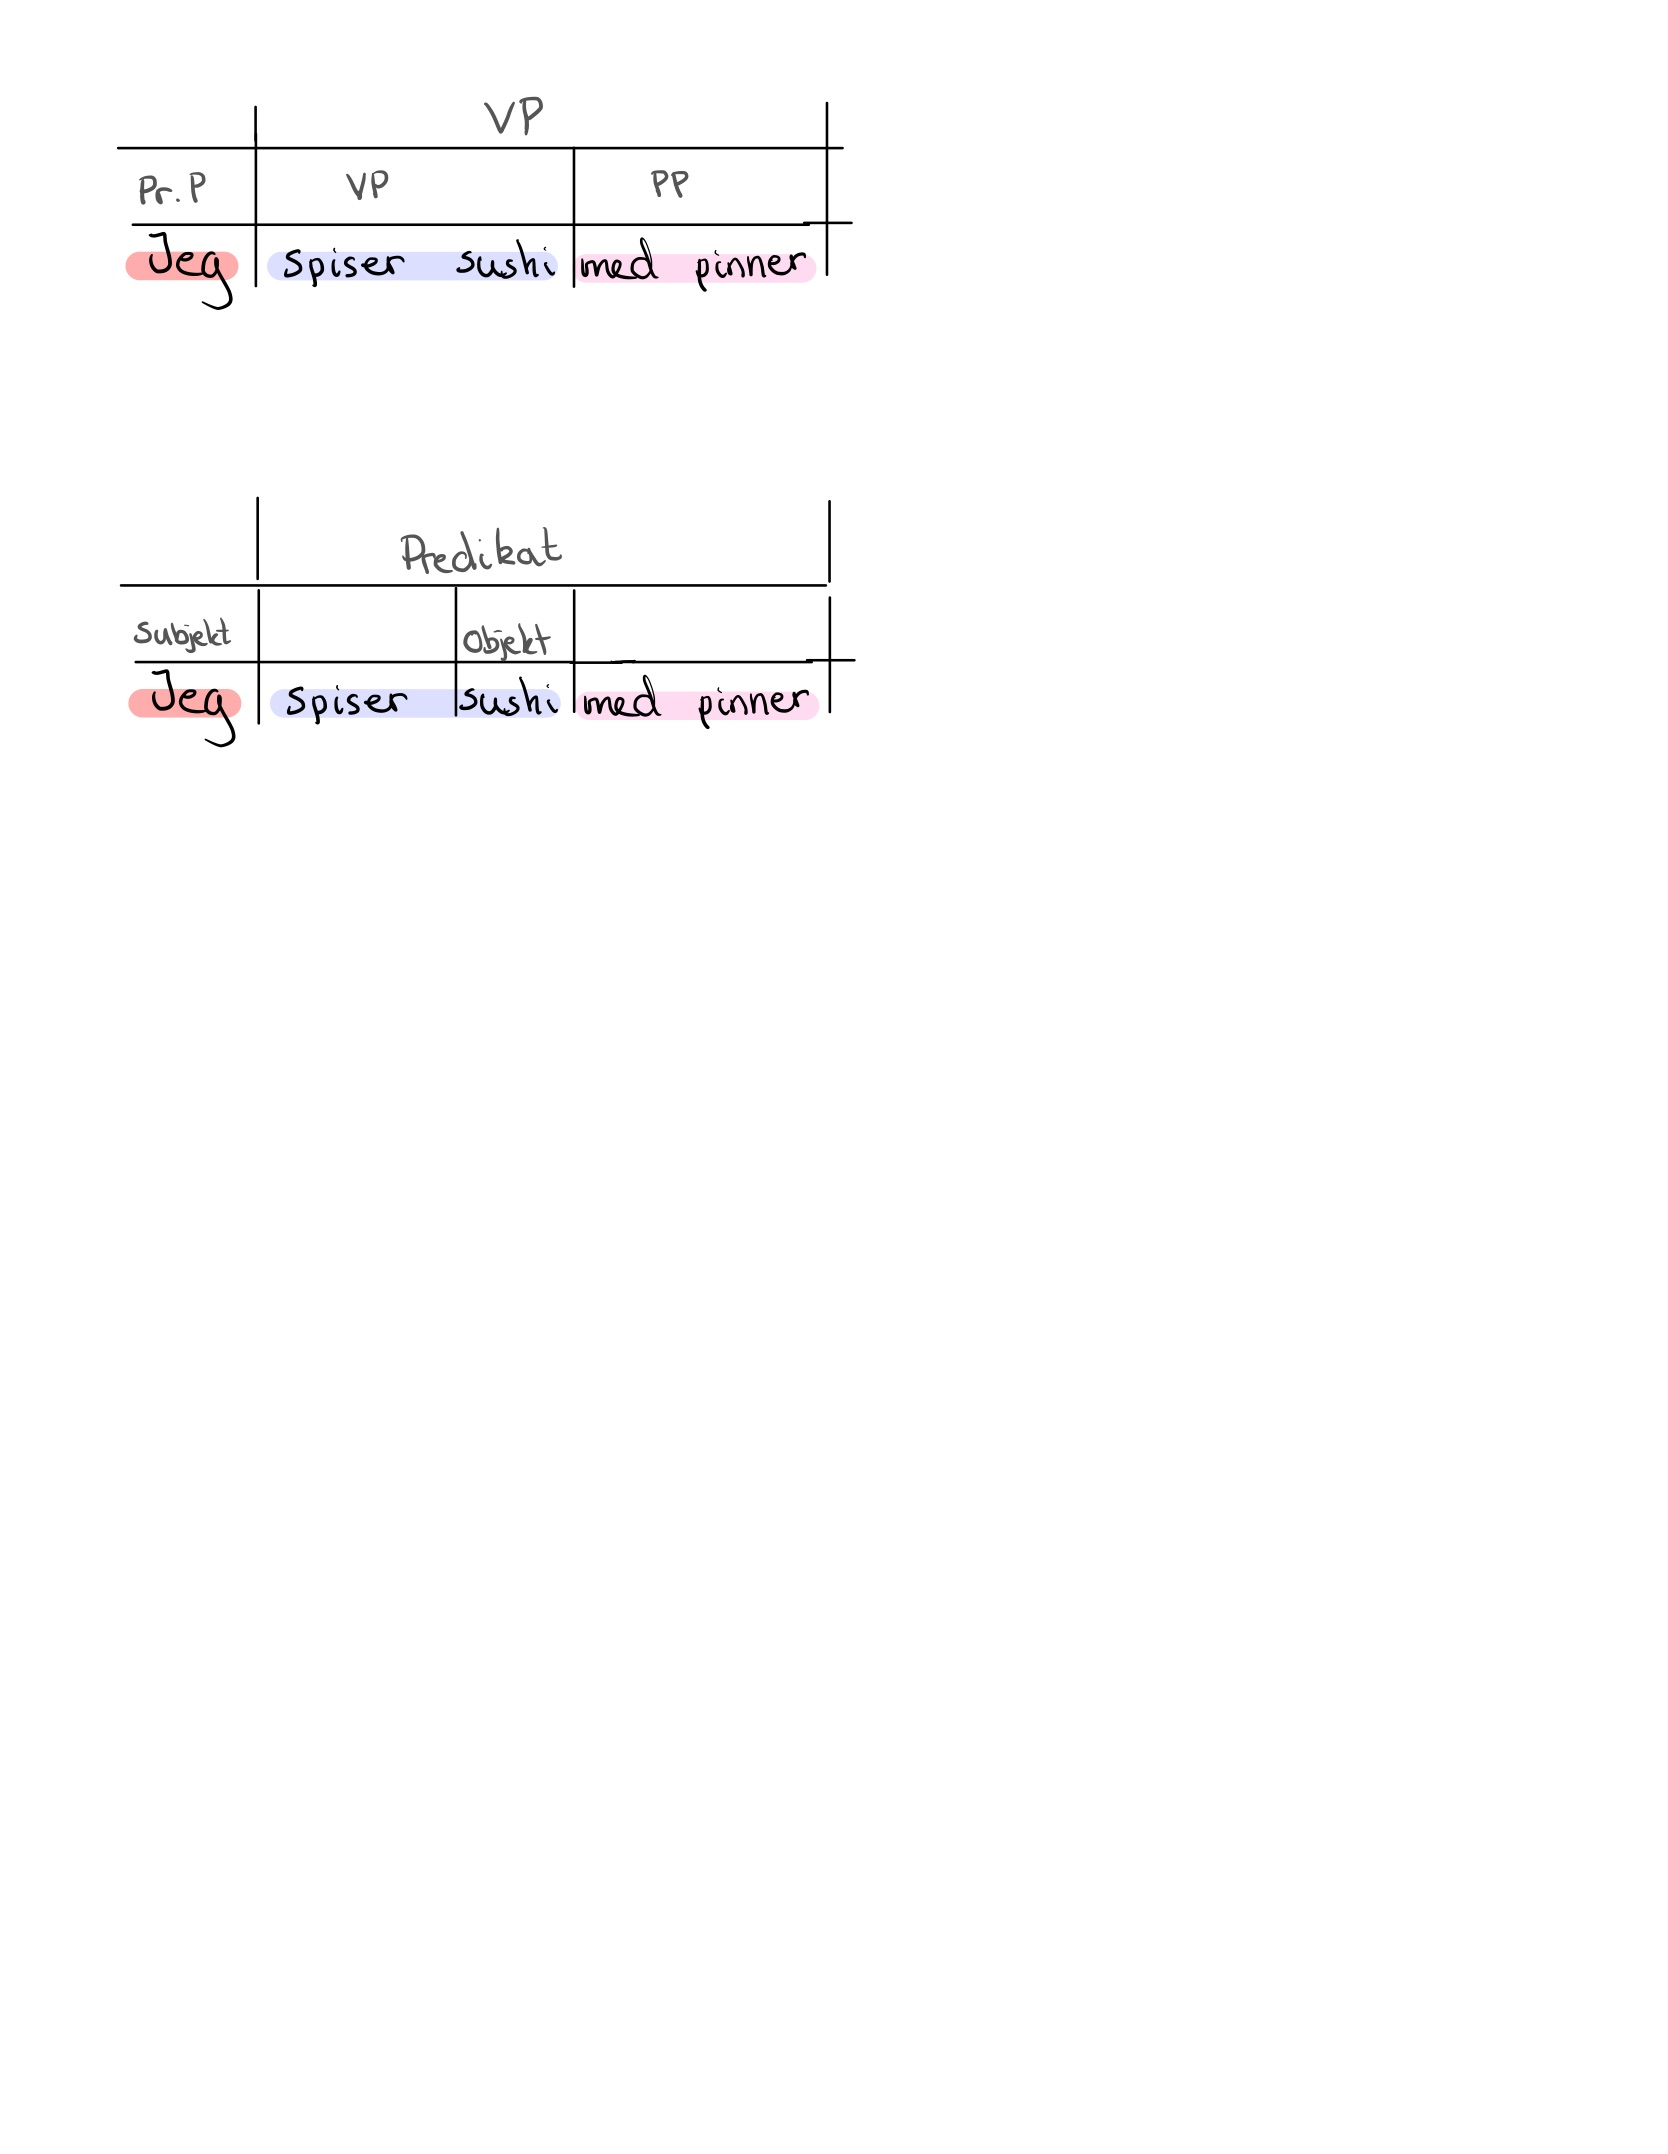 VP
Pr. P VP PP
Jeg spiser sushi med pinner
Predikat
Subjekt Objekt
Jeg spiser sushi med pinner